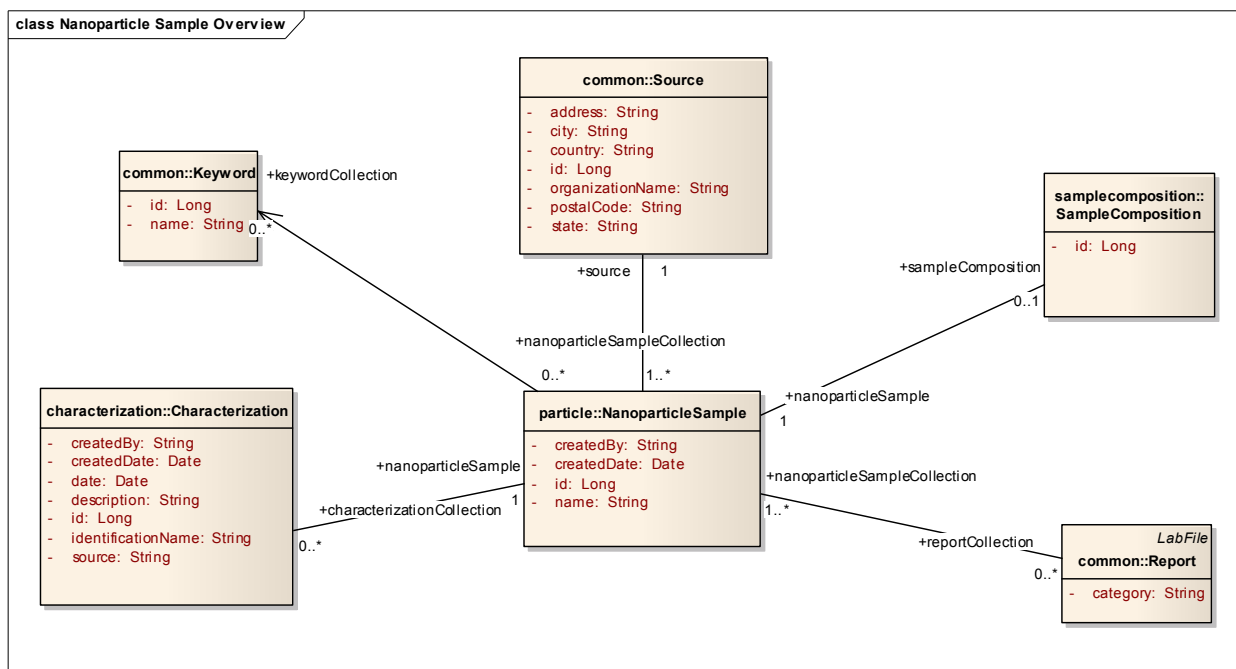 class Nanoparticle Sample Overview
common::Source
- address: String
- city: String
- country: String
- id: Long
- organizationName: String
- postalCode: String
- state: String
common::Keyword
- id: Long
- name: String
+keywordCollection
0..*
samplecomposition::
SampleComposition
- id: Long
+source 1
+sampleComposition
0..1
+nanoparticleSampleCollection
0..* 1..*
+nanoparticleSample
1
characterization::Characterization
- createdBy: String
- createdDate: Date
- date: Date
- description: String
- id: Long
- identificationName: String
- source: String
particle::NanoparticleSample
- createdBy: String
- createdDate: Date
- id: Long
- name: String
+nanoparticleSample
1
+characterizationCollection
0..*
+nanoparticleSampleCollection
1..*
+reportCollection
0..*
LabFile
common::Report
- category: String